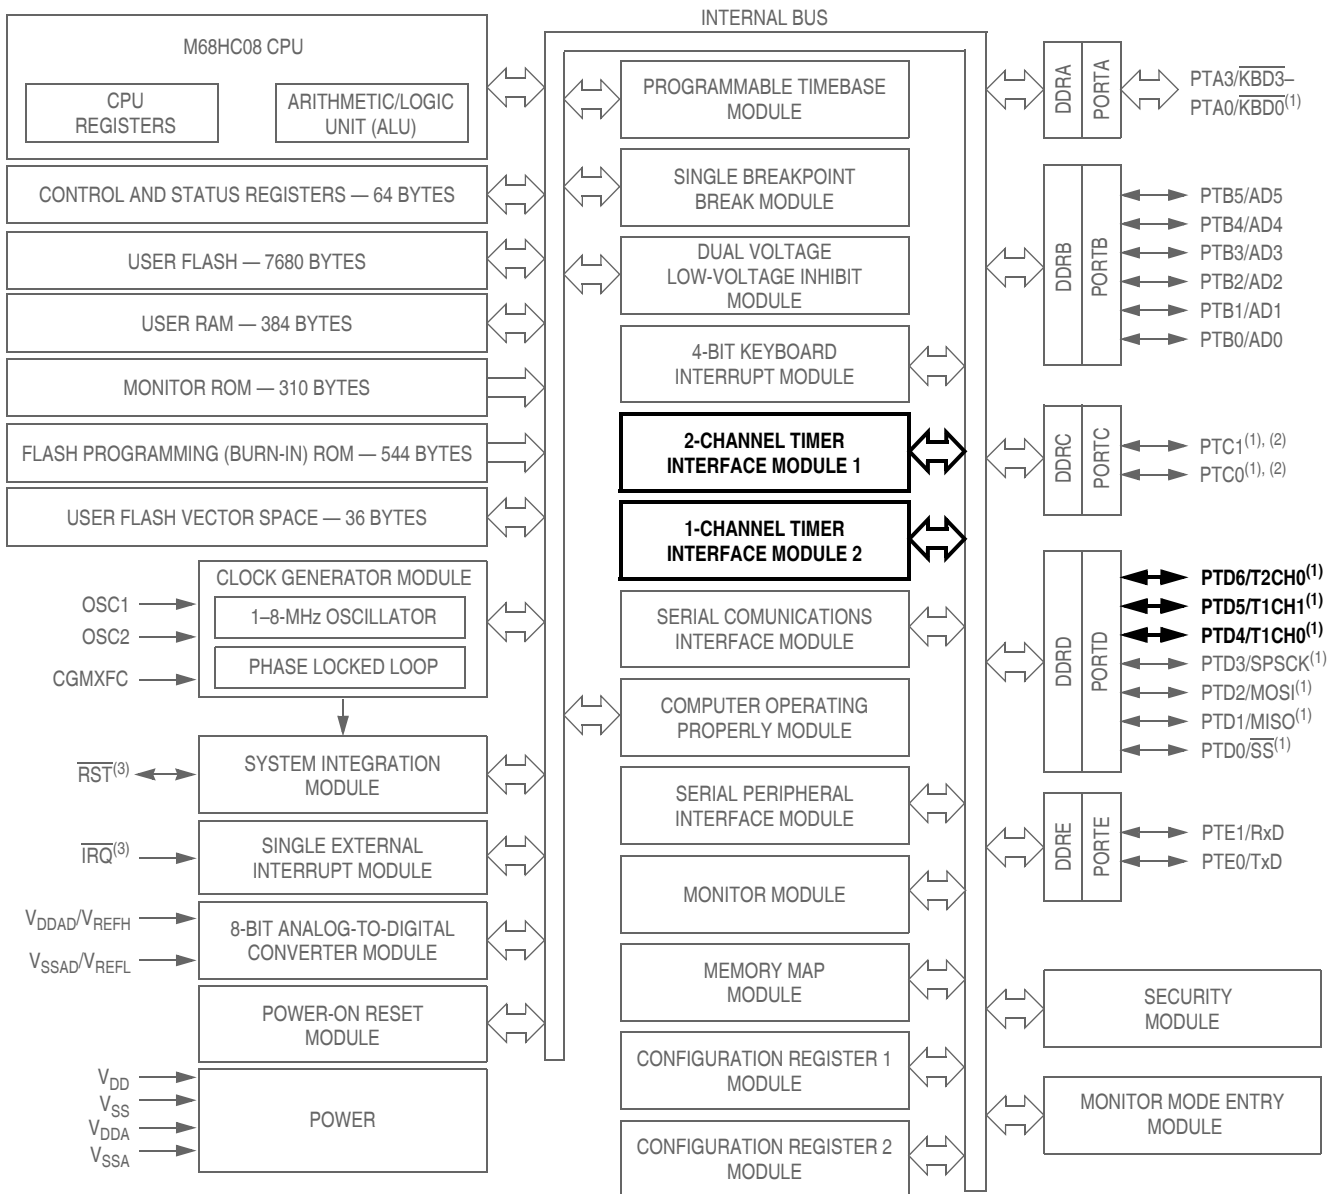 INTERNAL BUS
M68HC08 CPU
CPU
REGISTERS
ARITHMETIC/LOGIC
UNIT (ALU)
CONTROL AND STATUS REGISTERS — 64 BYTES
USER FLASH — 7680 BYTES
USER RAM — 384 BYTES
MONITOR ROM — 310 BYTES
FLASH PROGRAMMING (BURN-IN) ROM — 544 BYTES
USER FLASH VECTOR SPACE — 36 BYTES
CLOCK GENERATOR MODULE
1–8-MHz OSCILLATOR
PHASE LOCKED LOOP
OSC1
OSC2
CGMXFC
SYSTEM INTEGRATION
MODULE
RST(3)
SINGLE EXTERNAL
INTERRUPT MODULE
IRQ(3)
8-BIT ANALOG-TO-DIGITAL
CONVERTER MODULE
VDDAD/VREFH
VSSAD/VREFL
POWER-ON RESET
MODULE
POWER
VDD
VSS
VDDA
VSSA
PROGRAMMABLE TIMEBASE
MODULE
SINGLE BREAKPOINT
BREAK MODULE
DUAL VOLTAGE
LOW-VOLTAGE INHIBIT
MODULE
4-BIT KEYBOARD
INTERRUPT MODULE
2-CHANNEL TIMER
INTERFACE MODULE 1
1-CHANNEL TIMER
INTERFACE MODULE 2
SERIAL COMUNICATIONS
INTERFACE MODULE
COMPUTER OPERATING
PROPERLY MODULE
SERIAL PERIPHERAL
INTERFACE MODULE
MONITOR MODULE
MEMORY MAP
MODULE
CONFIGURATION REGISTER 1
MODULE
CONFIGURATION REGISTER 2
MODULE
DDRA
PORTA
PTA3/KBD3–
PTA0/KBD0(1)
DDRB
PORTB
PTB5/AD5
PTB4/AD4
PTB3/AD3
PTB2/AD2
PTB1/AD1
PTB0/AD0
DDRC
PORTC
PTC1(1), (2)
PTC0(1), (2)
DDRD
PORTD
PTD6/T2CH0(1)
PTD5/T1CH1(1)
PTD4/T1CH0(1)
PTD3/SPSCK(1)
PTD2/MOSI(1)
PTD1/MISO(1)
PTD0/SS(1)
DDRE
PORTE
PTE1/RxD
PTE0/TxD
SECURITY
MODULE
MONITOR MODE ENTRY
MODULE